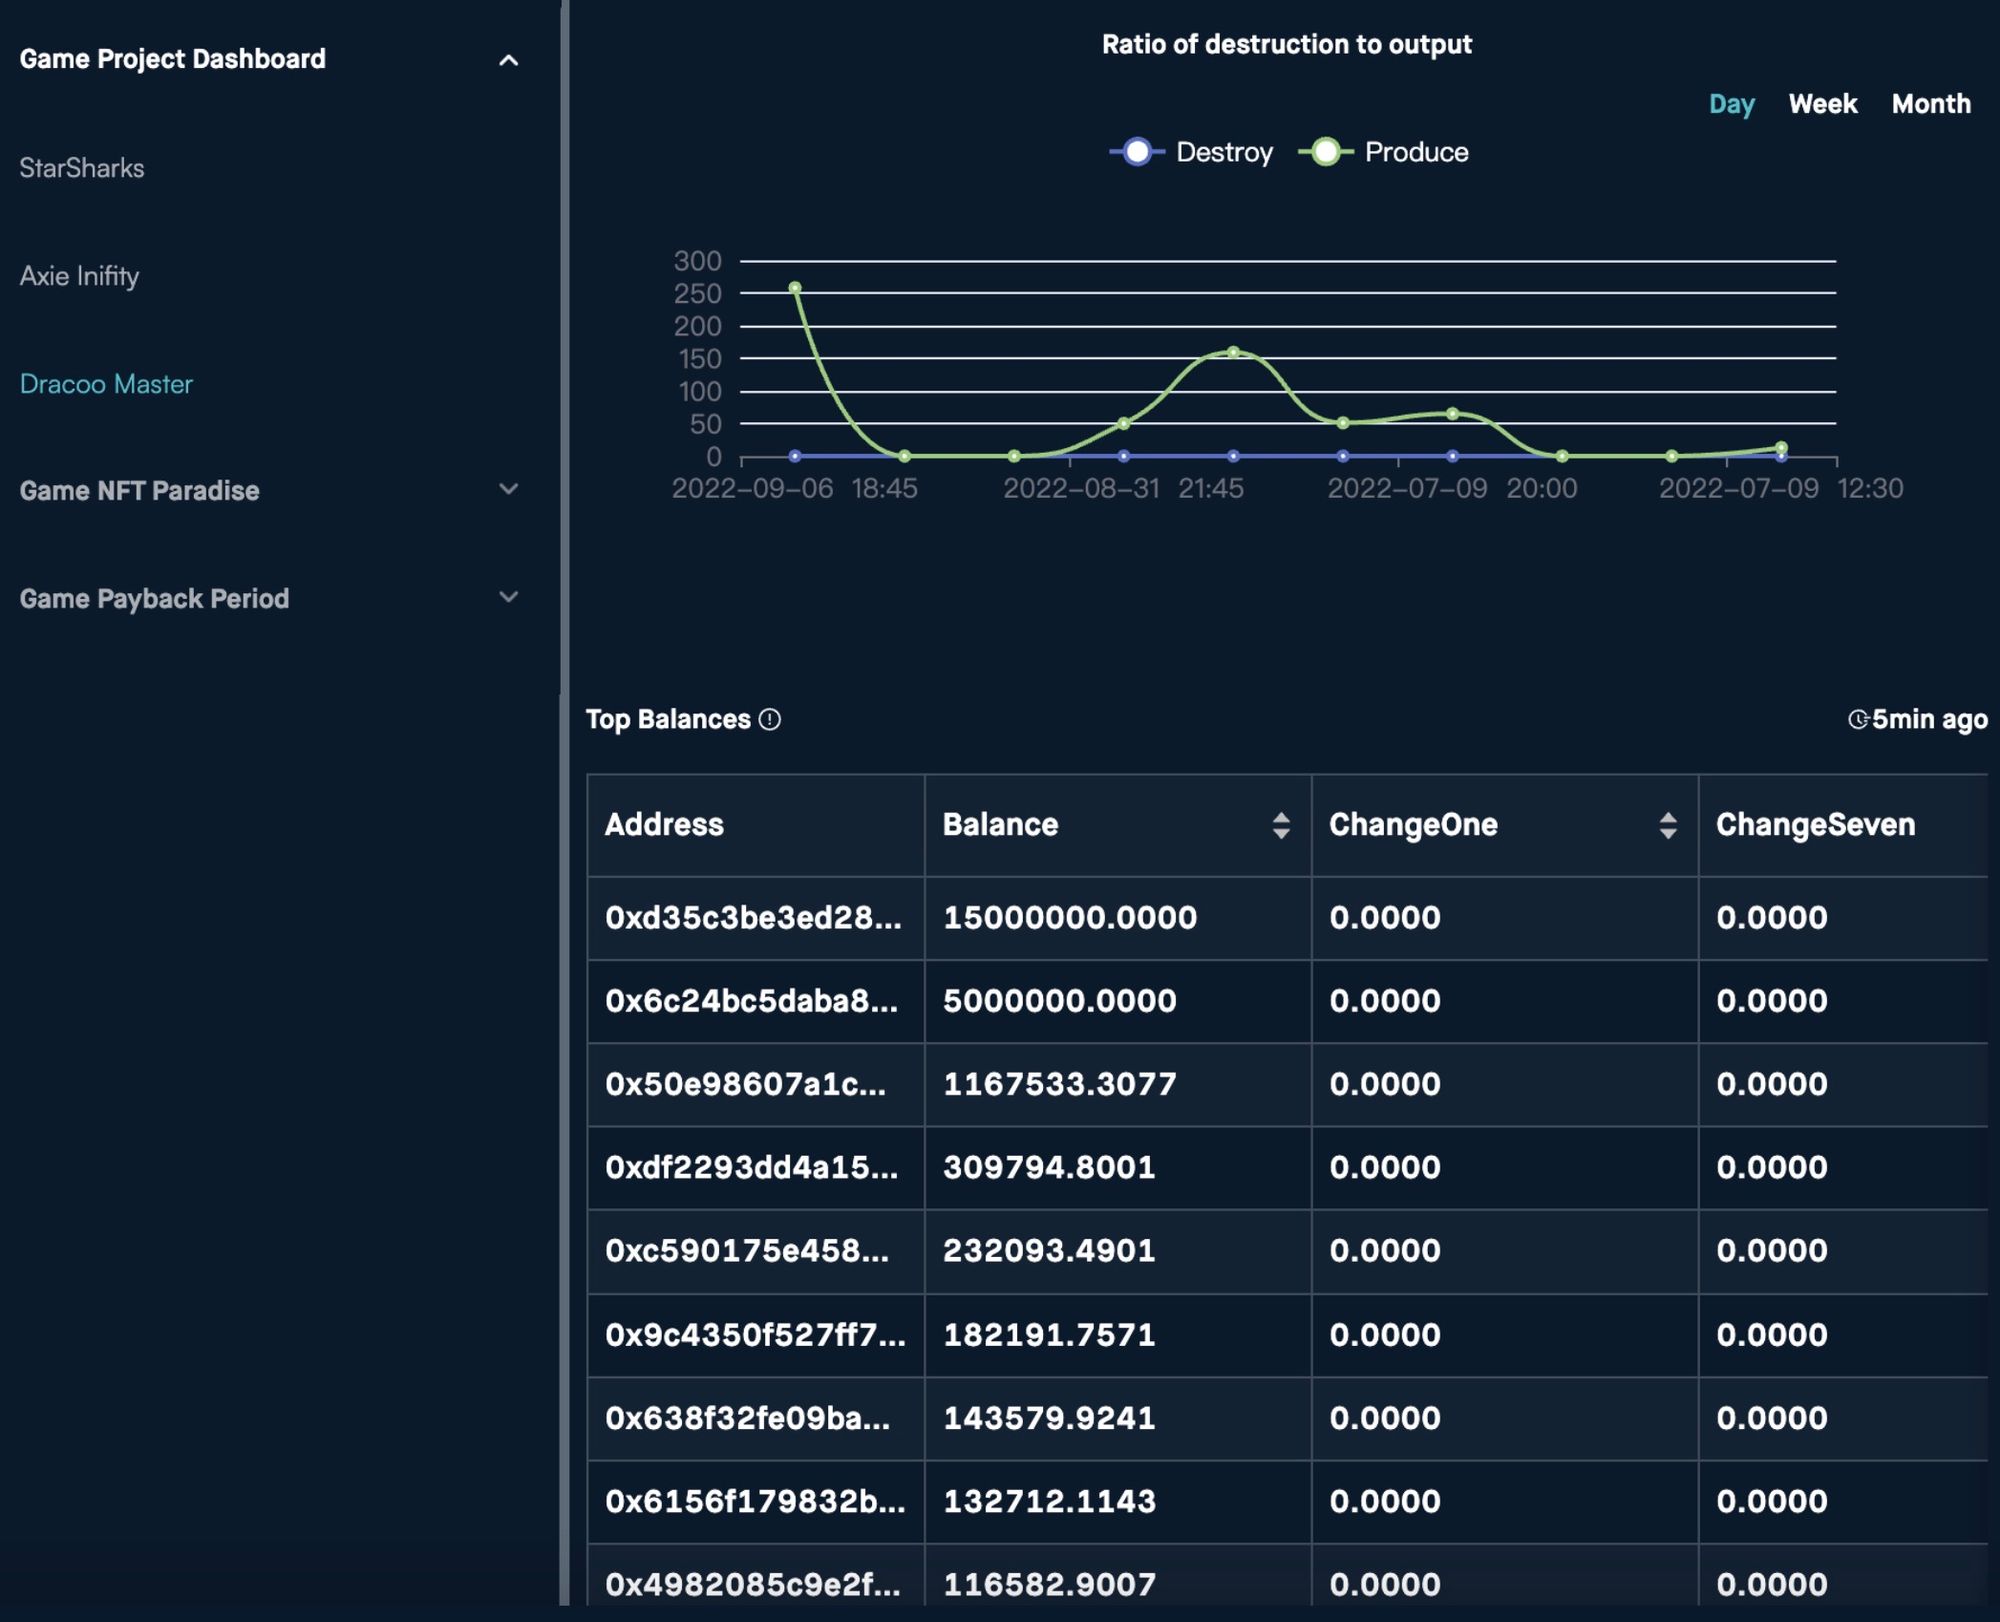 Game Project Dashboard
StarSharks
Axie Inifity
Dracoo Master
Game NFT Paradise
Game Payback Period
Ratio of destruction to output
Day Week Month
Destroy Produce
300
250
200
150
100
50
0
2022-09-06 18:45 2022-08-31 21:45 2022-07-09 20:00 2022-07-09 12:30
Top Balances 5min ago
Address Balance ChangeOne ChangeSeven
0xd35c3be3ed28... 15000000.0000 0.0000 0.0000
0x6c24bc5daba8... 5000000.0000 0.0000 0.0000
0x50e98607a1c... 1167533.3077 0.0000 0.0000
0xdf2293dd4a15... 309794.8001 0.0000 0.0000
0xc590175e458... 232093.4901 0.0000 0.0000
0x9c4350f527ff7... 182191.7571 0.0000 0.0000
0x638f32fe09ba... 143579.9241 0.0000 0.0000
0x6156f179832b... 132712.1143 0.0000 0.0000
0x4982085c9e2f... 116582.9007 0.0000 0.0000